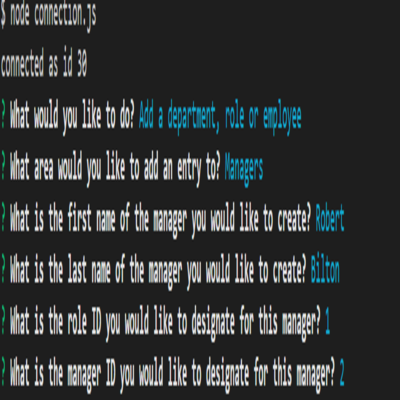 $ node connection.js
connected as id 30
? What would you like to do? Add a department, role or employee
? What area would you like to add an entry to? Managers
? What is the first name of the manager you would like to create? Robert
? What is the last name of the manager you would like to create? Bilton
? What is the role ID you would like to designate for this manager? 1
? What is the manager ID you would like to designate for this manager? 2